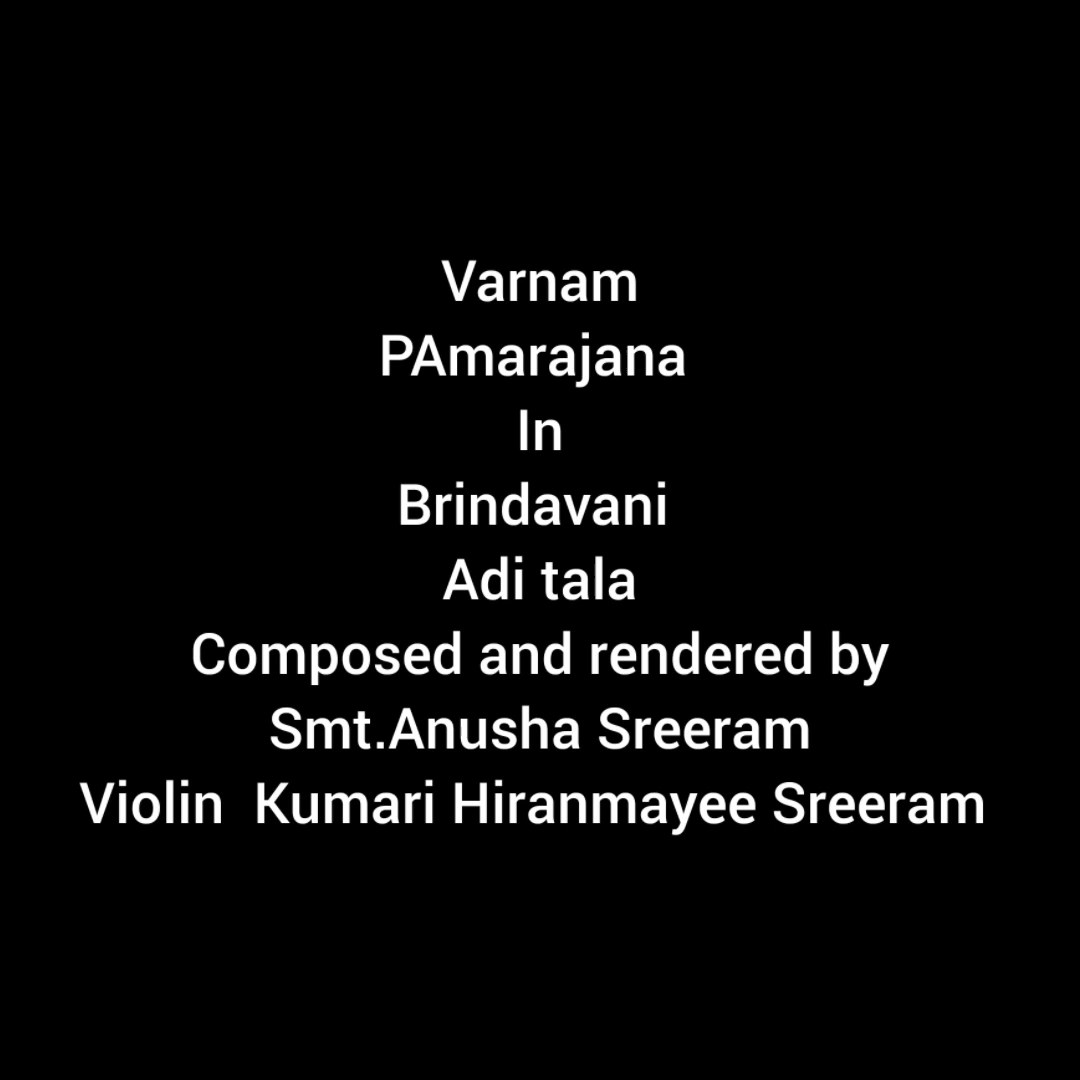 Varnam
PAmarajana
In
Brindavani
Adi tala
Composed and rendered by
Smt.Anusha Sreeram
Violin  Kumari Hiranmayee Sreeram